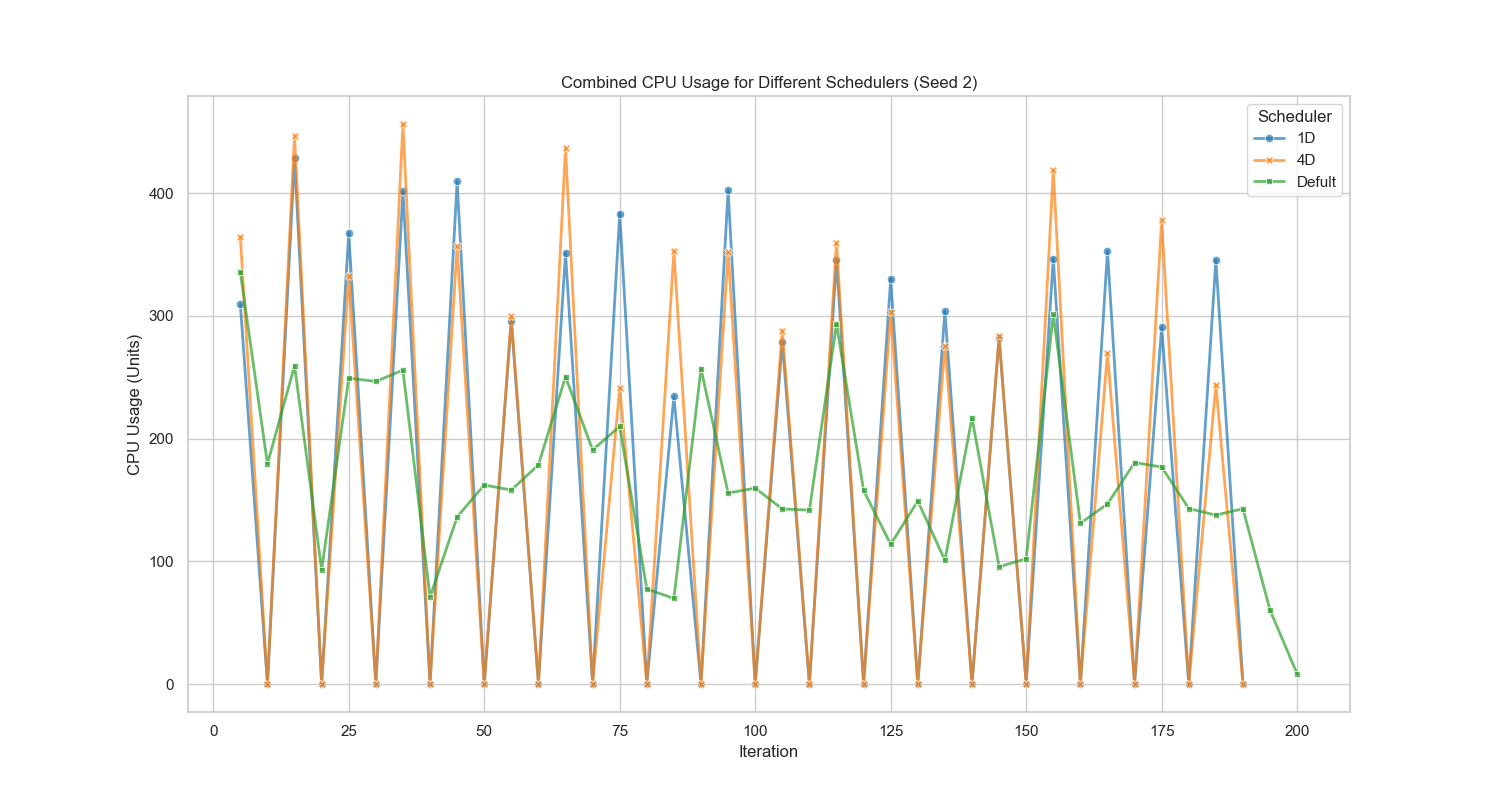 Combined CPU Usage for Different Schedulers (Seed 2)
Scheduler
1D
4D
Defult
CPU Usage (Units)
400
300
200
100
0
0 25 50 75 100 125 150 175 200
Iteration